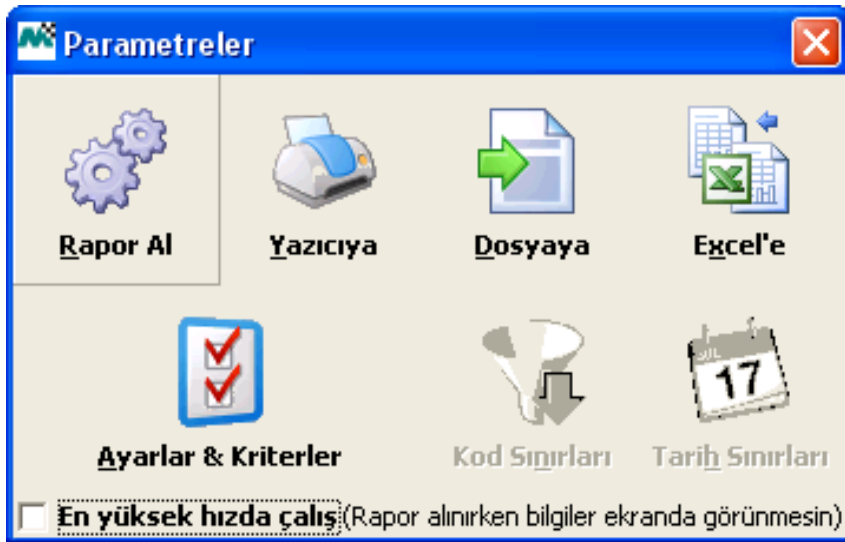 Parametreler
Rapor Al
Yazıcıya
Dosyaya
Excel'e
Ayarlar & Kriterler
Kod Sınırları
Tarih Sınırları
17
En yüksek hızda çalış(Rapor alınırken bilgiler ekranda görünmesin)